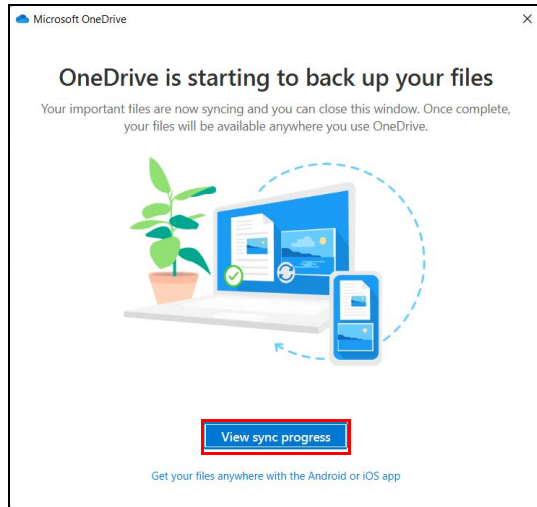 Microsoft OneDrive
OneDrive is starting to back up your files
Your important files are now syncing and you can close this window. Once complete,
your files will be available anywhere you use OneDrive.
View sync progress
Get your files anywhere with the Android or iOS app